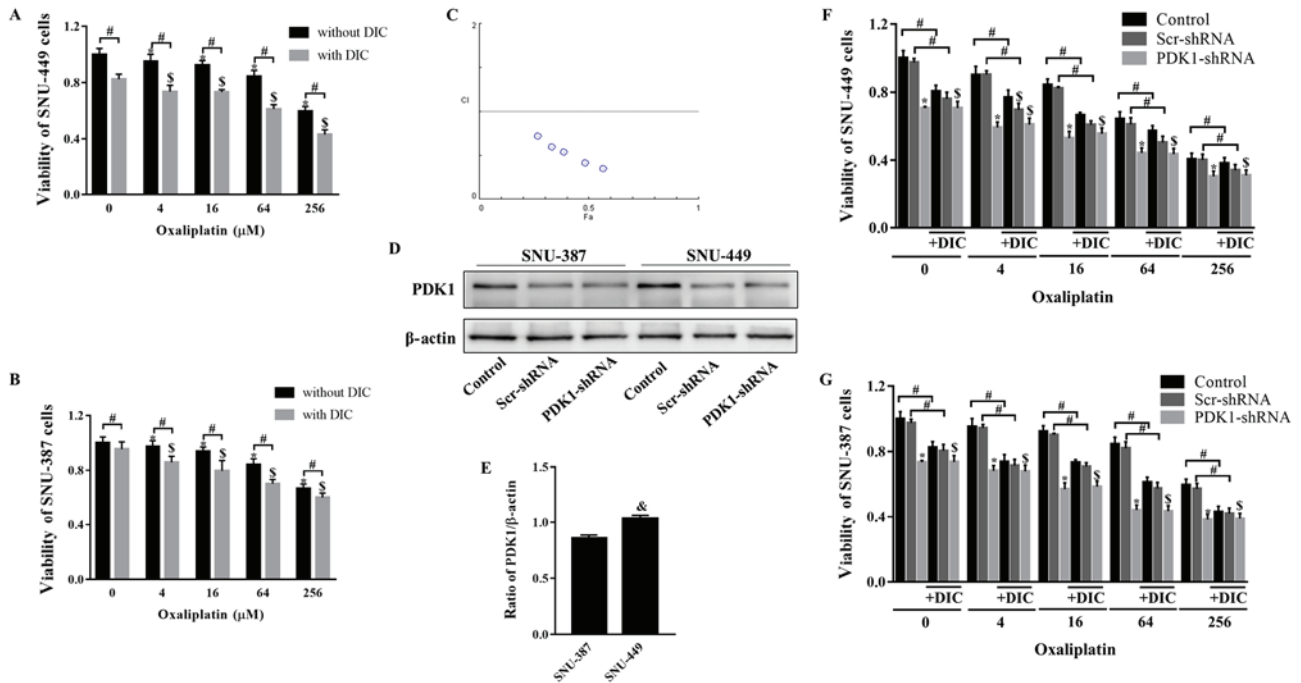 A
Viability of SNU-449 cells
1.2
0.8
0.4
0.0
without DIC
with DIC
# # # # #
* * * *
$ $ $ $
0 4 16 64 256
Oxaliplatin (μM)
B
Viability of SNU-387 cells
1.2
0.8
0.4
0.0
without DIC
with DIC
# # # # #
* * * *
$ $ $ $
0 4 16 64 256
Oxaliplatin (μM)
C
2
CI
1
0
0 0.5 1
Fa
D
SNU-387 SNU-449
PDK1
β-actin
Control
Scr-shRNA
PDK1-shRNA
Control
Scr-shRNA
PDK1-shRNA
E
Ratio of PDK1/β-actin
1.5
1.0
0.5
0.0
&
SNU-387
SNU-449
F
Viability of SNU-449 cells
1.2
0.8
0.4
0.0
Control
Scr-shRNA
PDK1-shRNA
# # # # #
# # # # #
* * * * *
$ $ $ $ $ $
+DIC +DIC +DIC +DIC +DIC
0 4 16 64 256
Oxaliplatin
G
Viability of SNU-387 cells
1.2
0.8
0.4
0.0
Control
Scr-shRNA
PDK1-shRNA
# # # # #
# # # # #
* * * * *
$ $ $ $ $
+DIC +DIC +DIC +DIC +DIC
0 4 16 64 256
Oxaliplatin